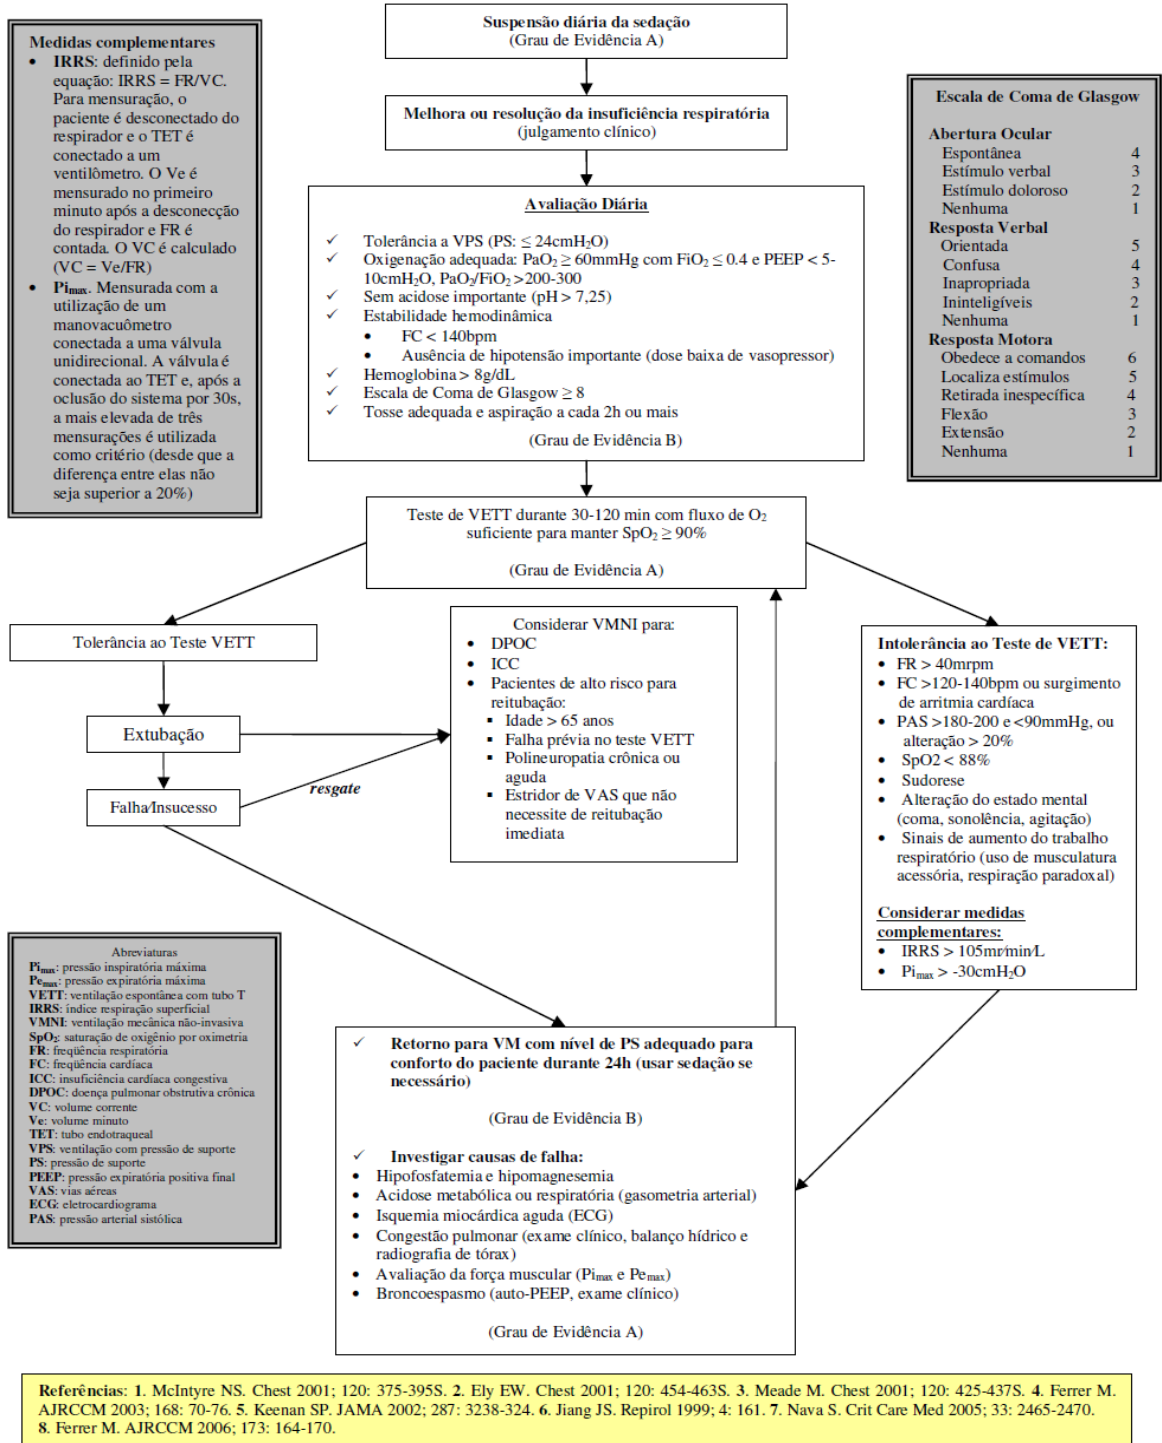 Suspensão diária da sedação
(Grau de Evidência A)
Medidas complementares
• IRRS: definido pela
equação: IRRS = FR/VC.
Para mensuração, o
paciente é desconectado do
respirador e o TET é
conectado a um
ventilômetro. O Ve é
mensurado no primeiro
minuto após a desconecção
do respirador e FR é
contada. O VC é calculado
(VC = Ve/FR)
• Pimax. Mensurada com a
utilização de um
manovacuômetro
conectada a uma válvula
unidirecional. A válvula é
conectada ao TET e, após a
oclusão do sistema por 30s,
a mais elevada de três
mensurações é utilizada
como critério (desde que a
diferença entre elas não
seja superior a 20%)
Melhora ou resolução da insuficiência respiratória
(julgamento clínico)
Escala de Coma de Glasgow
Abertura Ocular
Espontânea 4
Estímulo verbal 3
Estímulo doloroso 2
Nenhuma 1
Resposta Verbal
Orientada 5
Confusa 4
Inapropriada 3
Ininteligíveis 2
Nenhuma 1
Resposta Motora
Obedece a comandos 6
Localiza estímulos 5
Retirada inespecífica 4
Flexão 3
Extensão 2
Nenhuma 1
Avaliação Diária
✓ Tolerância a VPS (PS: ≤ 24cmH2O)
✓ Oxigenação adequada: PaO2 ≥ 60mmHg com FiO2 ≤ 0.4 e PEEP < 5-
10cmH2O, PaO2/FiO2 >200-300
✓ Sem acidose importante (pH > 7,25)
✓ Estabilidade hemodinâmica
• FC < 140bpm
• Ausência de hipotensão importante (dose baixa de vasopressor)
✓ Hemoglobina > 8g/dL
✓ Escala de Coma de Glasgow ≥ 8
✓ Tosse adequada e aspiração a cada 2h ou mais
(Grau de Evidência B)
Teste de VETT durante 30-120 min com fluxo de O2
suficiente para manter SpO2 ≥ 90%
(Grau de Evidência A)
Tolerância ao Teste VETT
Extubação
Falha/Insucesso
resgate
Considerar VMNI para:
• DPOC
• ICC
• Pacientes de alto risco para
reitubação:
▪ Idade > 65 anos
▪ Falha prévia no teste VETT
▪ Polineuropatia crônica ou
aguda
▪ Estridor de VAS que não
necessite de reitubação
imediata
Intolerância ao Teste de VETT:
• FR > 40mrpm
• FC >120-140bpm ou surgimento
de arritmia cardíaca
• PAS >180-200 e <90mmHg, ou
alteração > 20%
• SpO2 < 88%
• Sudorese
• Alteração do estado mental
(coma, sonolência, agitação)
• Sinais de aumento do trabalho
respiratório (uso de musculatura
acessória, respiração paradoxal)
Considerar medidas
complementares:
• IRRS > 105mr/min/L
• Pimax > -30cmH2O
Abreviaturas
Pimax: pressão inspiratória máxima
Pemax: pressão expiratória máxima
VETT: ventilação espontânea com tubo T
IRRS: índice respiração superficial
VMNI: ventilação mecânica não-invasiva
SpO2: saturação de oxigênio por oximetria
FR: freqüência respiratória
FC: freqüência cardíaca
ICC: insuficiência cardíaca congestiva
DPOC: doença pulmonar obstrutiva crônica
VC: volume corrente
Ve: volume minuto
TET: tubo endotraqueal
VPS: ventilação com pressão de suporte
PS: pressão de suporte
PEEP: pressão expiratória positiva final
VAS: vias aéreas
ECG: eletrocardiograma
PAS: pressão arterial sistólica
✓ Retorno para VM com nível de PS adequado para
conforto do paciente durante 24h (usar sedação se
necessário)
(Grau de Evidência B)
✓ Investigar causas de falha:
• Hipofosfatemia e hipomagnesemia
• Acidose metabólica ou respiratória (gasometria arterial)
• Isquemia miocárdica aguda (ECG)
• Congestão pulmonar (exame clínico, balanço hídrico e
radiografia de tórax)
• Avaliação da força muscular (Pimax e Pemax)
• Broncoespasmo (auto-PEEP, exame clínico)
(Grau de Evidência A)
Referências: 1. McIntyre NS. Chest 2001; 120: 375-395S. 2. Ely EW. Chest 2001; 120: 454-463S. 3. Meade M. Chest 2001; 120: 425-437S. 4. Ferrer M.
AJRCCM 2003; 168: 70-76. 5. Keenan SP. JAMA 2002; 287: 3238-324. 6. Jiang JS. Repirol 1999; 4: 161. 7. Nava S. Crit Care Med 2005; 33: 2465-2470.
8. Ferrer M. AJRCCM 2006; 173: 164-170.